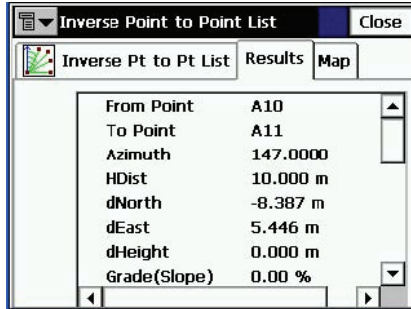 Inverse Point to Point List Close
Inverse Pt to Pt List Results Map
From Point A10
To Point A11
Azimuth 147.0000
HDist 10.000 m
dNorth -8.387 m
dEast 5.446 m
dHeight 0.000 m
Grade(Slope) 0.00 %